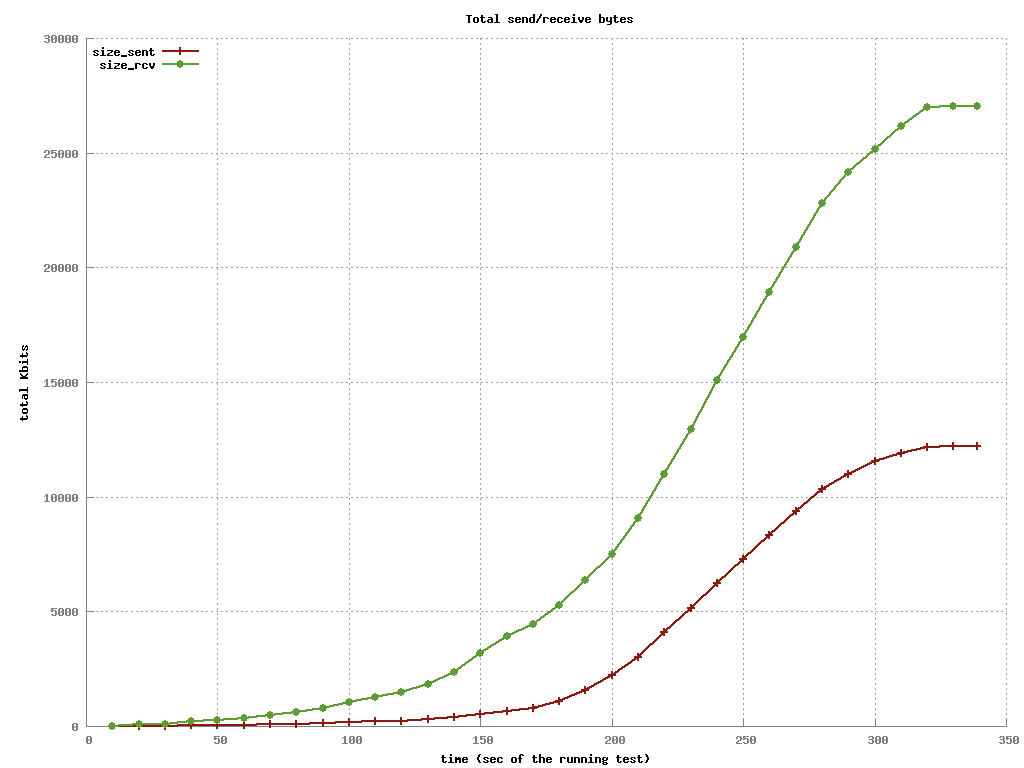 Total send/receive bytes
30000
size_sent
size_rcv
25000
20000
15000
total Kbits
10000
5000
0
0 50 100 150 200 250 300 350
time (sec of the running test)